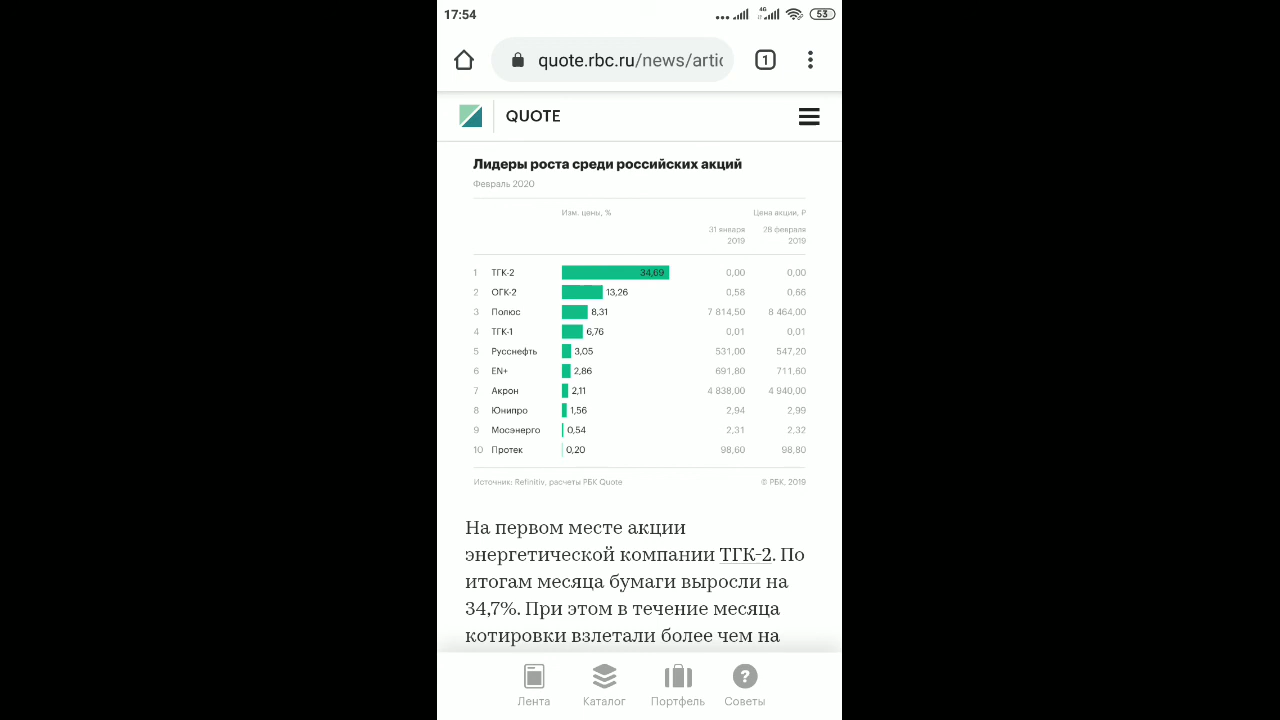 17:54
4G
53
quote.rbc.ru/news/artic
1
QUOTE
Лидеры роста среди российских акций
Февраль 2020
Изм. цены, % Цена акции, ₽
31 января 28 февраля
2019 2019
1 ТГК-2 34,69 0,00 0,00
2 ОГК-2 13,26 0,58 0,66
3 Полюс 8,31 7 814,50 8 464,00
4 ТГК-1 6,76 0,01 0,01
5 Русснефть 3,05 531,00 547,20
6 EN+ 2,86 691,80 711,60
7 Акрон 2,11 4 838,00 4 940,00
8 Юнипро 1,56 2,94 2,99
9 Мосэнерго 0,54 2,31 2,32
10 Протек 0,20 98,60 98,80
Источник: Refinitiv, расчеты РБК Quote © РБК, 2019
На первом месте акции
энергетической компании ТГК-2. По
итогам месяца бумаги выросли на
34,7%. При этом в течение месяца
котировки взлетали более чем на
Лента Каталог Портфель Советы